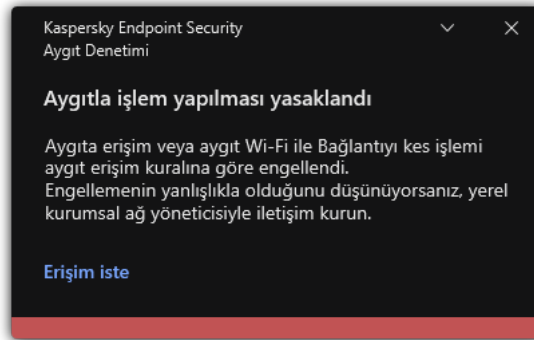 Kaspersky Endpoint Security
Aygıt Denetimi
Aygıtla işlem yapılması yasaklandı
Aygıta erişim veya aygıt Wi-Fi ile Bağlantıyı kes işlemi
aygıt erişim kuralına göre engellendi.
Engellemenin yanlışlıkla olduğunu düşünüyorsanız, yerel
kurumsal ağ yöneticisiyle iletişim kurun.
Erişim iste